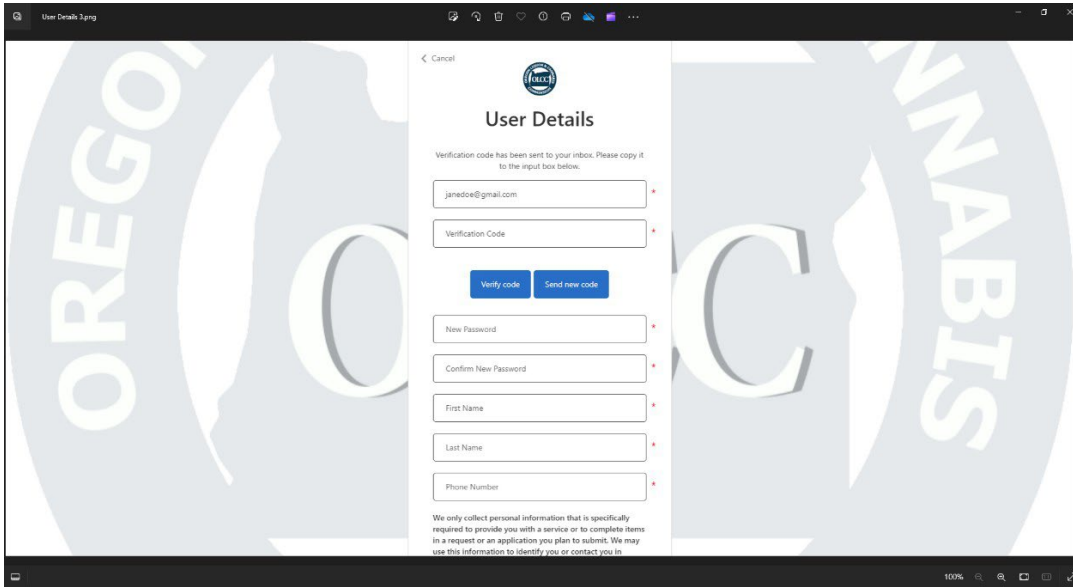 User Details 3.png
Cancel
OLCC
User Details
Verification code has been sent to your inbox. Please copy it
to the input box below.
janedoe@gmail.com *
Verification Code *
Verify code Send new code
New Password *
Confirm New Password *
First Name *
Last Name *
Phone Number *
We only collect personal information that is specifically
required to provide you with a service or to complete items
in a request or an application you plan to submit. We may
use this information to identify you or contact you in
OREGO
O C C
NNABIS
100%